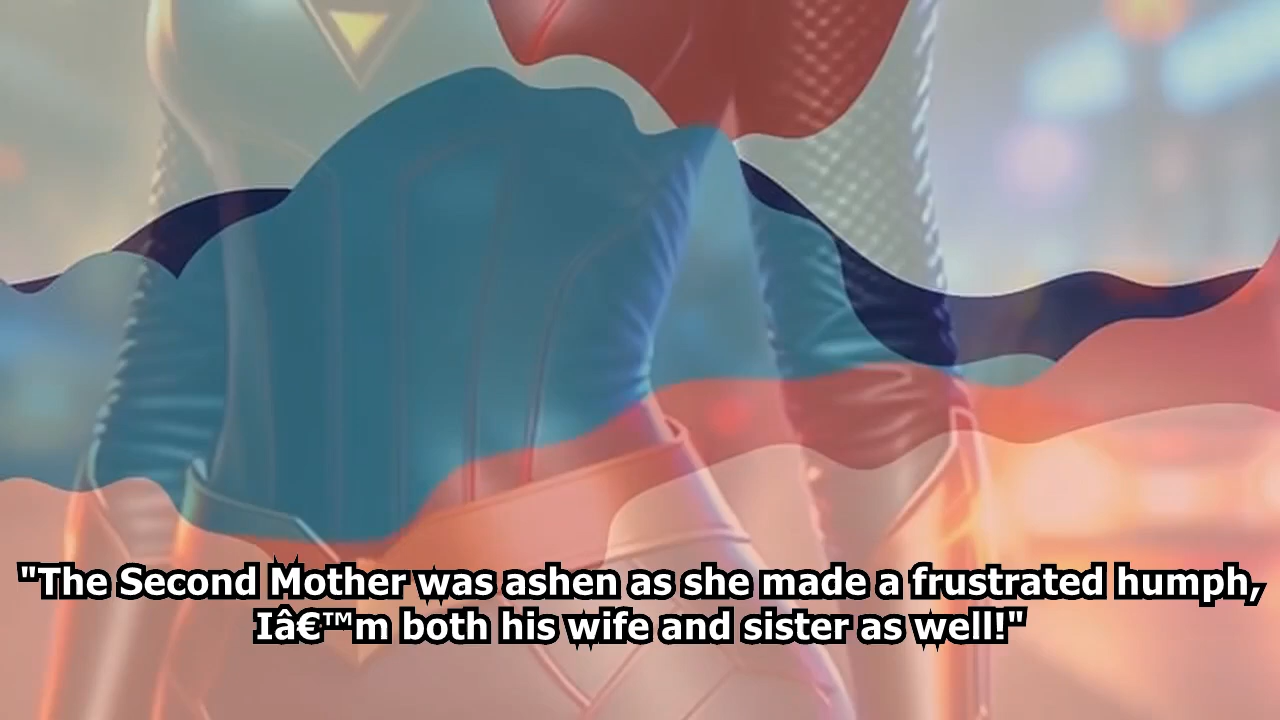 "The Second Mother was ashen as she made a frustrated humph,
Iâ€™m both his wife and sister as well!"